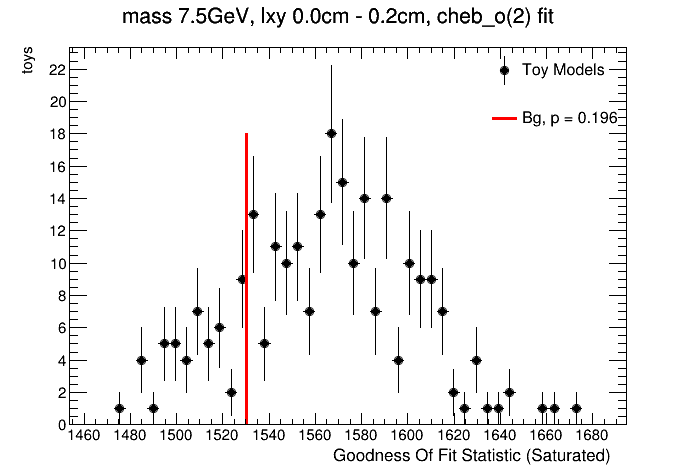 mass 7.5GeV, lxy 0.0cm - 0.2cm, cheb_o(2) fit
toys
Toy Models
Bg, p = 0.196
22
20
18
16
14
12
10
8
6
4
2
0
1460 1480 1500 1520 1540 1560 1580 1600 1620 1640 1660 1680
Goodness Of Fit Statistic (Saturated)